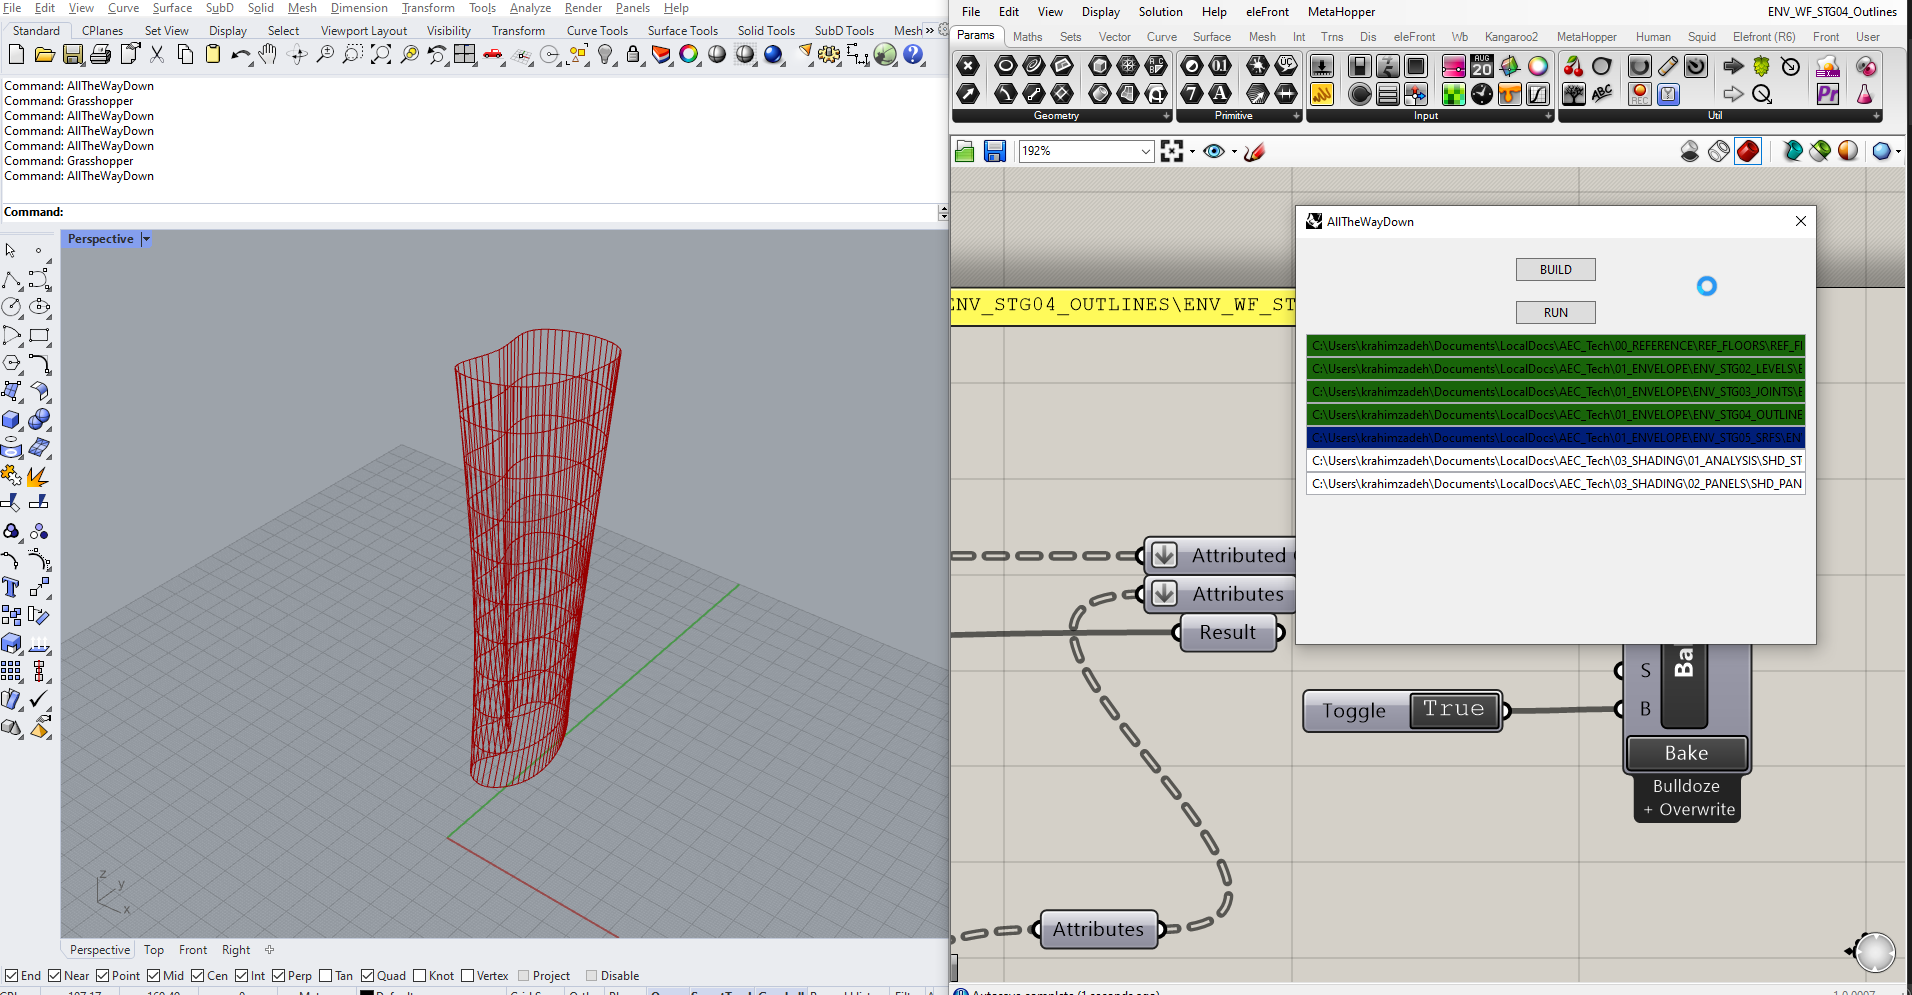 File Edit View Curve Surface SubD Solid Mesh Dimension Transform Tools Analyze Render Panels Help
Standard CPlanes Set View Display Select Viewport Layout Visibility Transform Curve Tools Surface Tools Solid Tools SubD Tools Mesh »
Command: AllTheWayDown
Command: Grasshopper
Command: AllTheWayDown
Command: AllTheWayDown
Command: AllTheWayDown
Command: Grasshopper
Command: AllTheWayDown
Command:
Perspective
z
y
x
Perspective Top Front Right
End Near Point Mid Cen Int Perp Tan Quad Knot Vertex Project Disable
File Edit View Display Solution Help eleFront MetaHopper ENV_WF_STG04_Outlines
Params Maths Sets Vector Curve Surface Mesh Int Trns Dis eleFront Wb Kangaroo2 MetaHopper Human Squid Elefront (R6) Front User
AUG
20
ABC
REC
Pr
Geometry Primitive Input Util
192%
ENV_STG04_OUTLINES\ENV_WF_ST
AllTheWayDown
BUILD
RUN
C:\Users\krahimzadeh\Documents\LocalDocs\AEC_Tech\00_REFERENCE\REF_FLOORS\REF_Fl
C:\Users\krahimzadeh\Documents\LocalDocs\AEC_Tech\01_ENVELOPE\ENV_STG02_LEVELS\E
C:\Users\krahimzadeh\Documents\LocalDocs\AEC_Tech\01_ENVELOPE\ENV_STG03_JOINTS\E
C:\Users\krahimzadeh\Documents\LocalDocs\AEC_Tech\01_ENVELOPE\ENV_STG04_OUTLINE
C:\Users\krahimzadeh\Documents\LocalDocs\AEC_Tech\01_ENVELOPE\ENV_STG05_SRFS\EN
C:\Users\krahimzadeh\Documents\LocalDocs\AEC_Tech\03_SHADING\01_ANALYSIS\SHD_ST
C:\Users\krahimzadeh\Documents\LocalDocs\AEC_Tech\03_SHADING\02_PANELS\SHD_PAN
Attributed
Attributes
Result
Toggle True
S
B
Ba
Bake
Bulldoze
+ Overwrite
Attributes